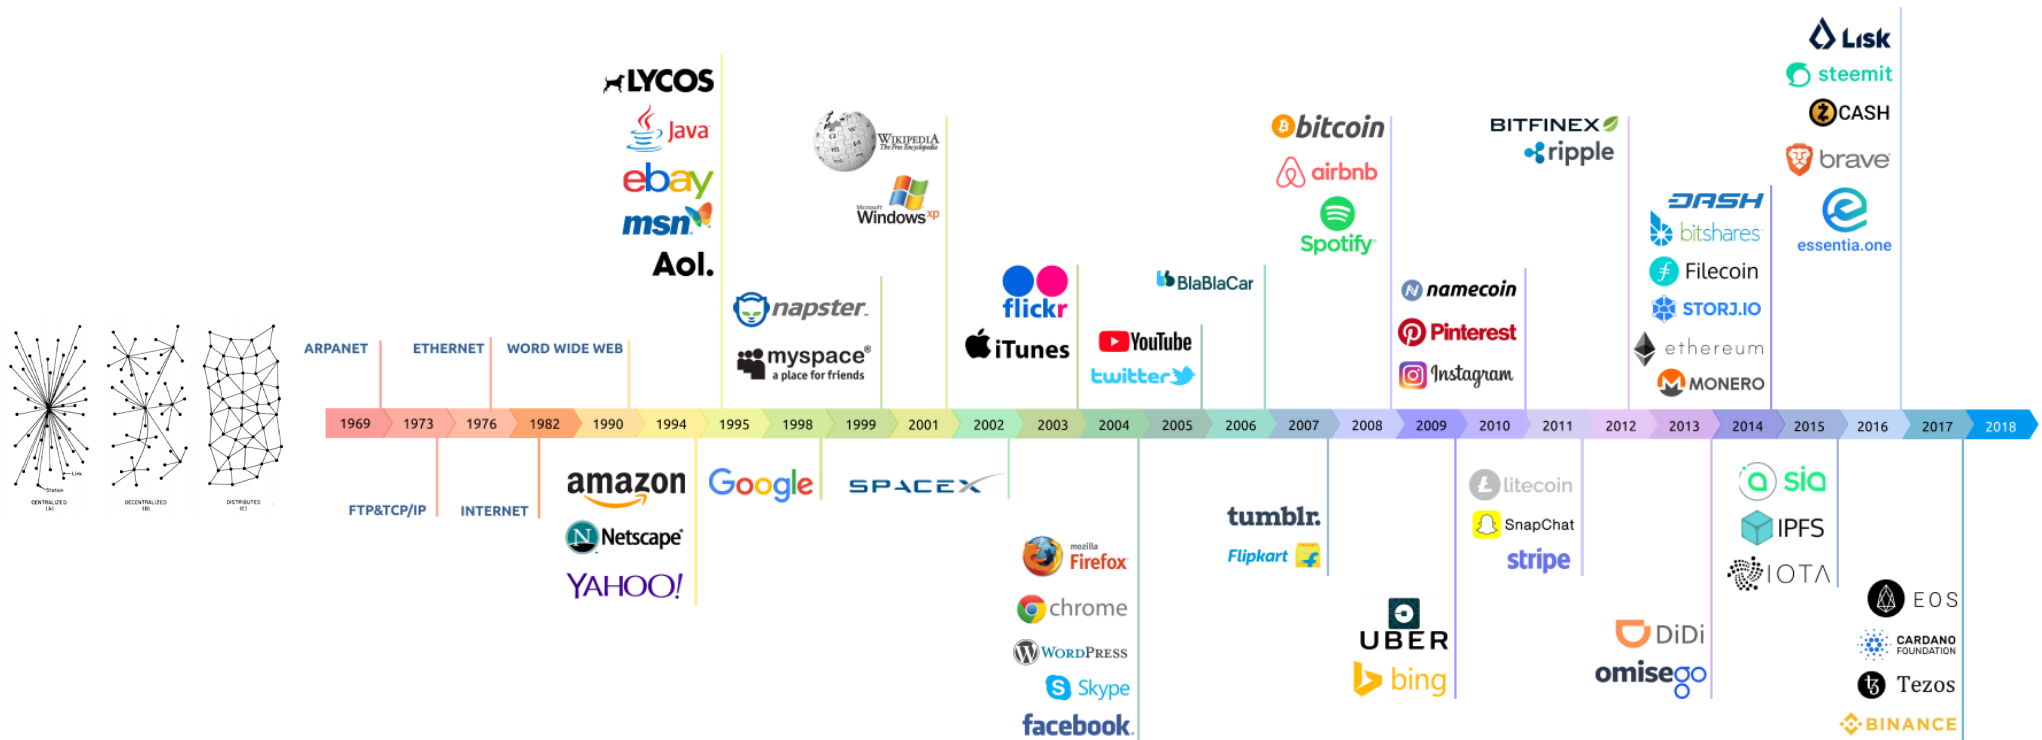 LYCOS
Java
ebay
msn
Aol.
WIKIPEDIA
The Free Encyclopedia
Microsoft
Windows xp
napster
myspace®
a place for friends
flickr
iTunes
BlaBlaCar
YouTube
twitter
bitcoin
airbnb
Spotify
namecoin
Pinterest
Instagram
BITFINEX
ripple
DASH
bitshares
Filecoin
STORJ.IO
ethereum
MONERO
Lisk
steemit
ZCASH
brave
essentia.one
ARPANET
ETHERNET
WORD WIDE WEB
1969 1973 1976 1982 1990 1994 1995 1998 1999 2001 2002 2003 2004 2005 2006 2007 2008 2009 2010 2011 2012 2013 2014 2015 2016 2017 2018
Link
Station
CENTRALIZED
(A)
DECENTRALIZED
(B)
DISTRIBUTED
(C)
FTP&TCP/IP
INTERNET
amazon
N Netscape®
YAHOO!
Google
SPACEX
mozilla
Firefox
chrome
WORDPRESS
Skype
facebook
tumblr.
Flipkart
UBER
bing
litecoin
SnapChat
stripe
DiDi
omisego
sia
IPFS
IOTA
EOS
CARDANO
FOUNDATION
Tezos
BINANCE